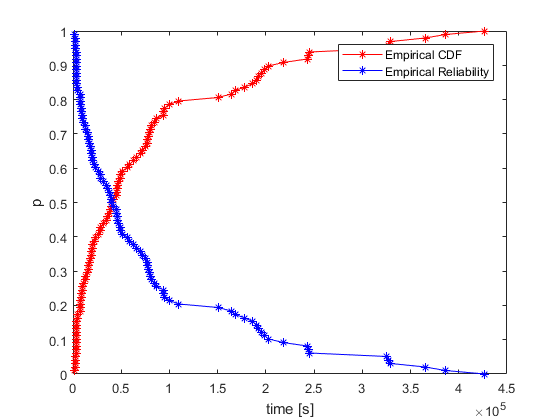 1
0.9
0.8
0.7
0.6
0.5
0.4
0.3
0.2
0.1
0
p
Empirical CDF
Empirical Reliability
0 0.5 1 1.5 2 2.5 3 3.5 4 4.5
time [s]
×10⁵